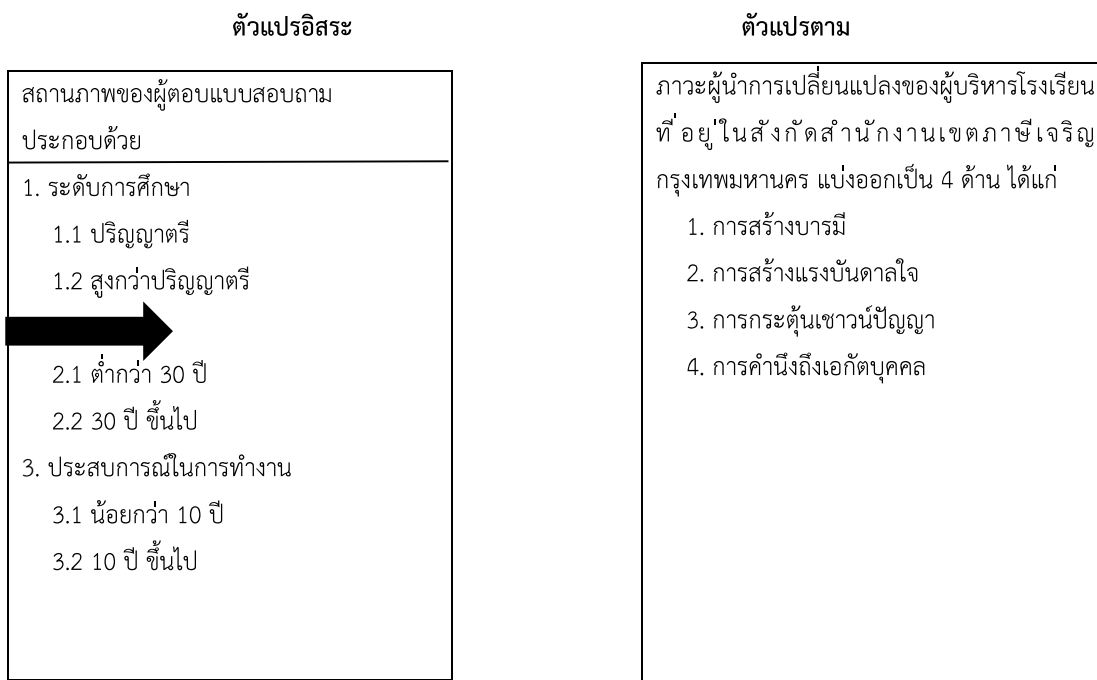 ตัวแปรอิสระ
สถานภาพของผู้ตอบแบบสอบถาม
ประกอบด้วย
1. ระดับการศึกษา
1.1 ปริญญาตรี
1.2 สูงกว่าปริญญาตรี
2.1 ต่ำกว่า 30 ปี
2.2 30 ปี ขึ้นไป
3. ประสบการณ์ในการทำงาน
3.1 น้อยกว่า 10 ปี
3.2 10 ปี ขึ้นไป
ตัวแปรตาม
ภาวะผู้นำการเปลี่ยนแปลงของผู้บริหารโรงเรียน
ที่อยู่ในสังกัดสำนักงานเขตภาษีเจริญ
กรุงเทพมหานคร แบ่งออกเป็น 4 ด้าน ได้แก่
1. การสร้างบารมี
2. การสร้างแรงบันดาลใจ
3. การกระตุ้นเชาวน์ปัญญา
4. การคำนึงถึงเอกัตบุคคล